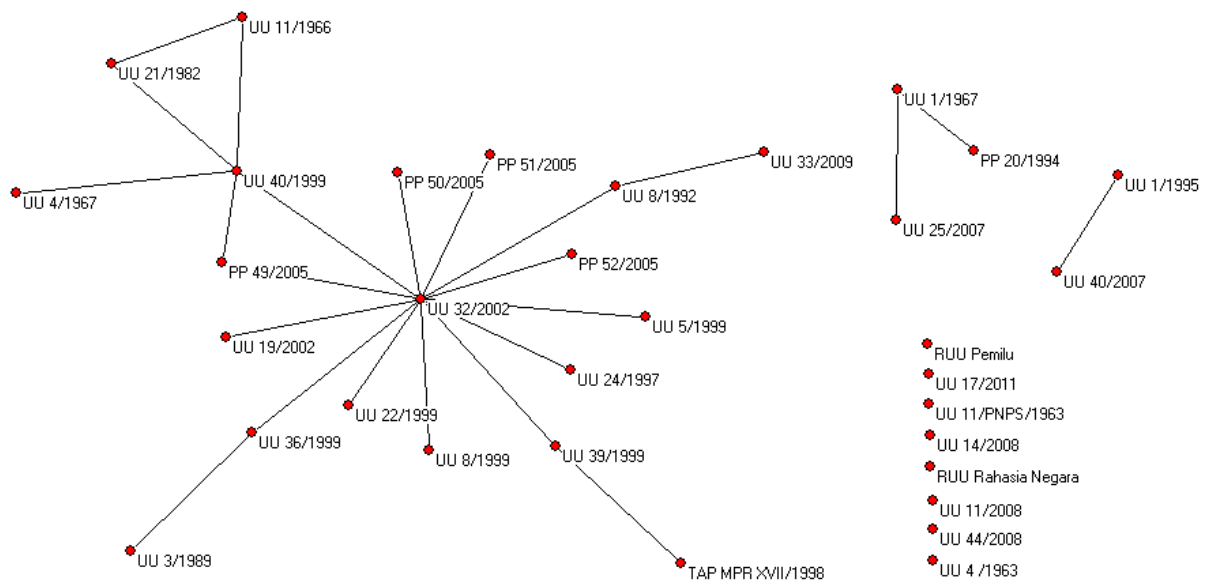 UU 11/1966
UU 21/1982
UU 1/1967
PP 51/2005
UU 33/2009
PP 20/1994
UU 40/1999
PP 50/2005
UU 8/1992
UU 1/1995
UU 4/1967
UU 25/2007
PP 49/2005
PP 52/2005
UU 40/2007
UU 32/2002
UU 5/1999
UU 19/2002
RUU Pemilu
UU 24/1997
UU 17/2011
UU 22/1999
UU 11/PNPS/1963
UU 36/1999
UU 8/1999
UU 39/1999
UU 14/2008
RUU Rahasia Negara
UU 11/2008
UU 44/2008
UU 3/1989
TAP MPR XVII/1998
UU 4 /1963